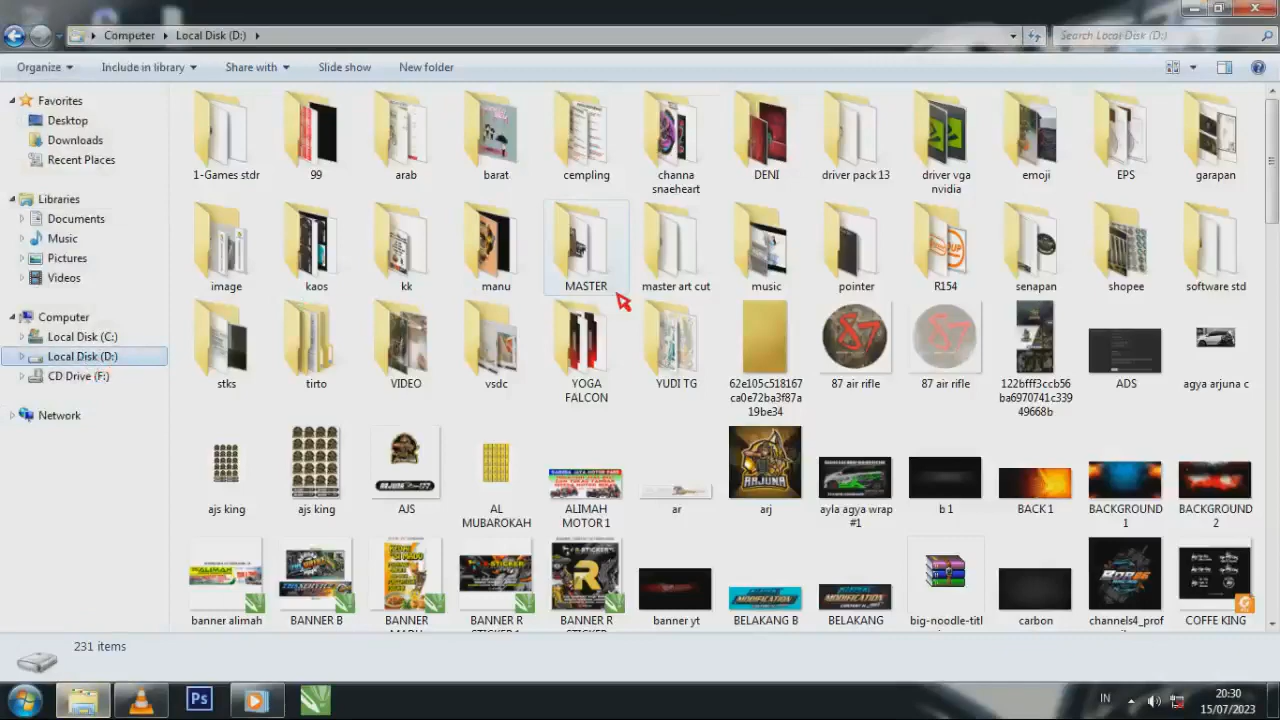 Computer
Local Disk (D:)
Search Local Disk (D:)
Organize
Include in library
Share with
Slide show
New folder
Favorites
Desktop
Downloads
Recent Places
Libraries
Documents
Music
Pictures
Videos
Computer
Local Disk (C:)
Local Disk (D:)
CD Drive (F:)
Network
1-Games stdr
99
arab
barat
cempling
channa
snaeheart
DENI
driver pack 13
driver vga
nvidia
emoji
EPS
garapan
image
kaos
kk
manu
MASTER
master art cut
music
pointer
R154
senapan
shopee
software std
stks
tirto
VIDEO
vsdc
YOGA
FALCON
YUDI TG
62e105c518167
ca0e72ba3f87a
19be34
87 air rifle
87 air rifle
122bfff3ccb56
ba6970741c339
49668b
ADS
agya arjuna c
ajs king
ajs king
AJS
AL
MUBAROKAH
ALIMAH
MOTOR 1
ar
ARJUNA
arj
ayla agya wrap
#1
b 1
BACK 1
BACKGROUND
1
BACKGROUND
2
banner alimah
BANNER B
BANNER
BANNER R
R-STICKER
BANNER R
banner yt
BELAKANG B
BELAKANG
big-noodle-titl
carbon
channels4_prof
COFFE KING
231 items
Ps
IN
20:30
15/07/2023